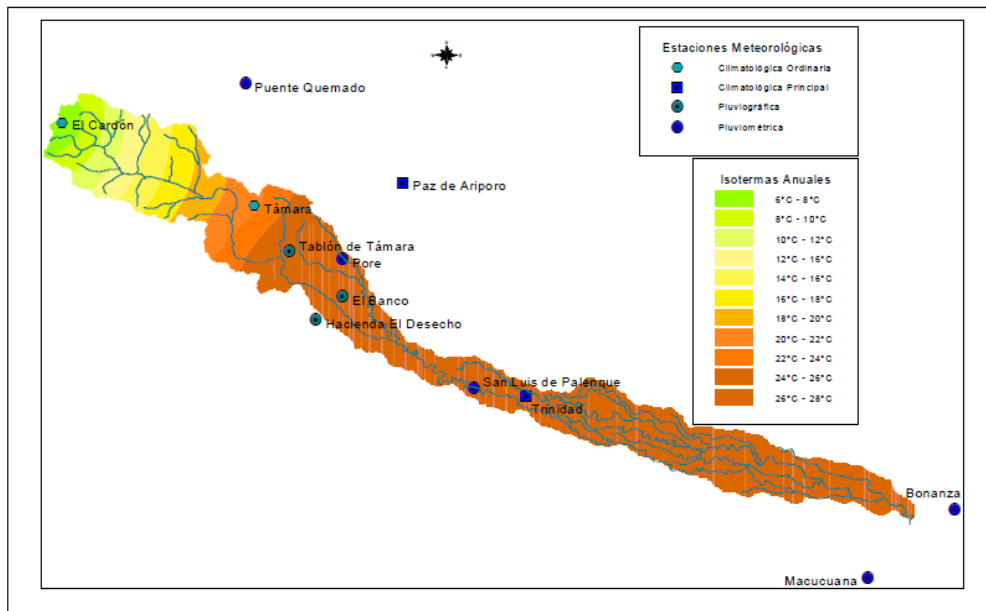 Estaciones Meteorológicas
Climatológica Ordinaria
Climatológica Principal
Pluviográfica
Pluviométrica
Isotermas Anuales
6°C - 8°C
8°C - 10°C
10°C - 12°C
12°C - 16°C
14°C - 16°C
16°C - 18°C
18°C - 20°C
20°C - 22°C
22°C - 24°C
24°C - 26°C
26°C - 28°C
Puente Quemado
El Cardón
Paz de Ariporo
Támara
Tablón de Támara
Pore
El Banco
Hacienda El Desecho
San Luis de Palenque
Trinidad
Bonanza
Macucuana